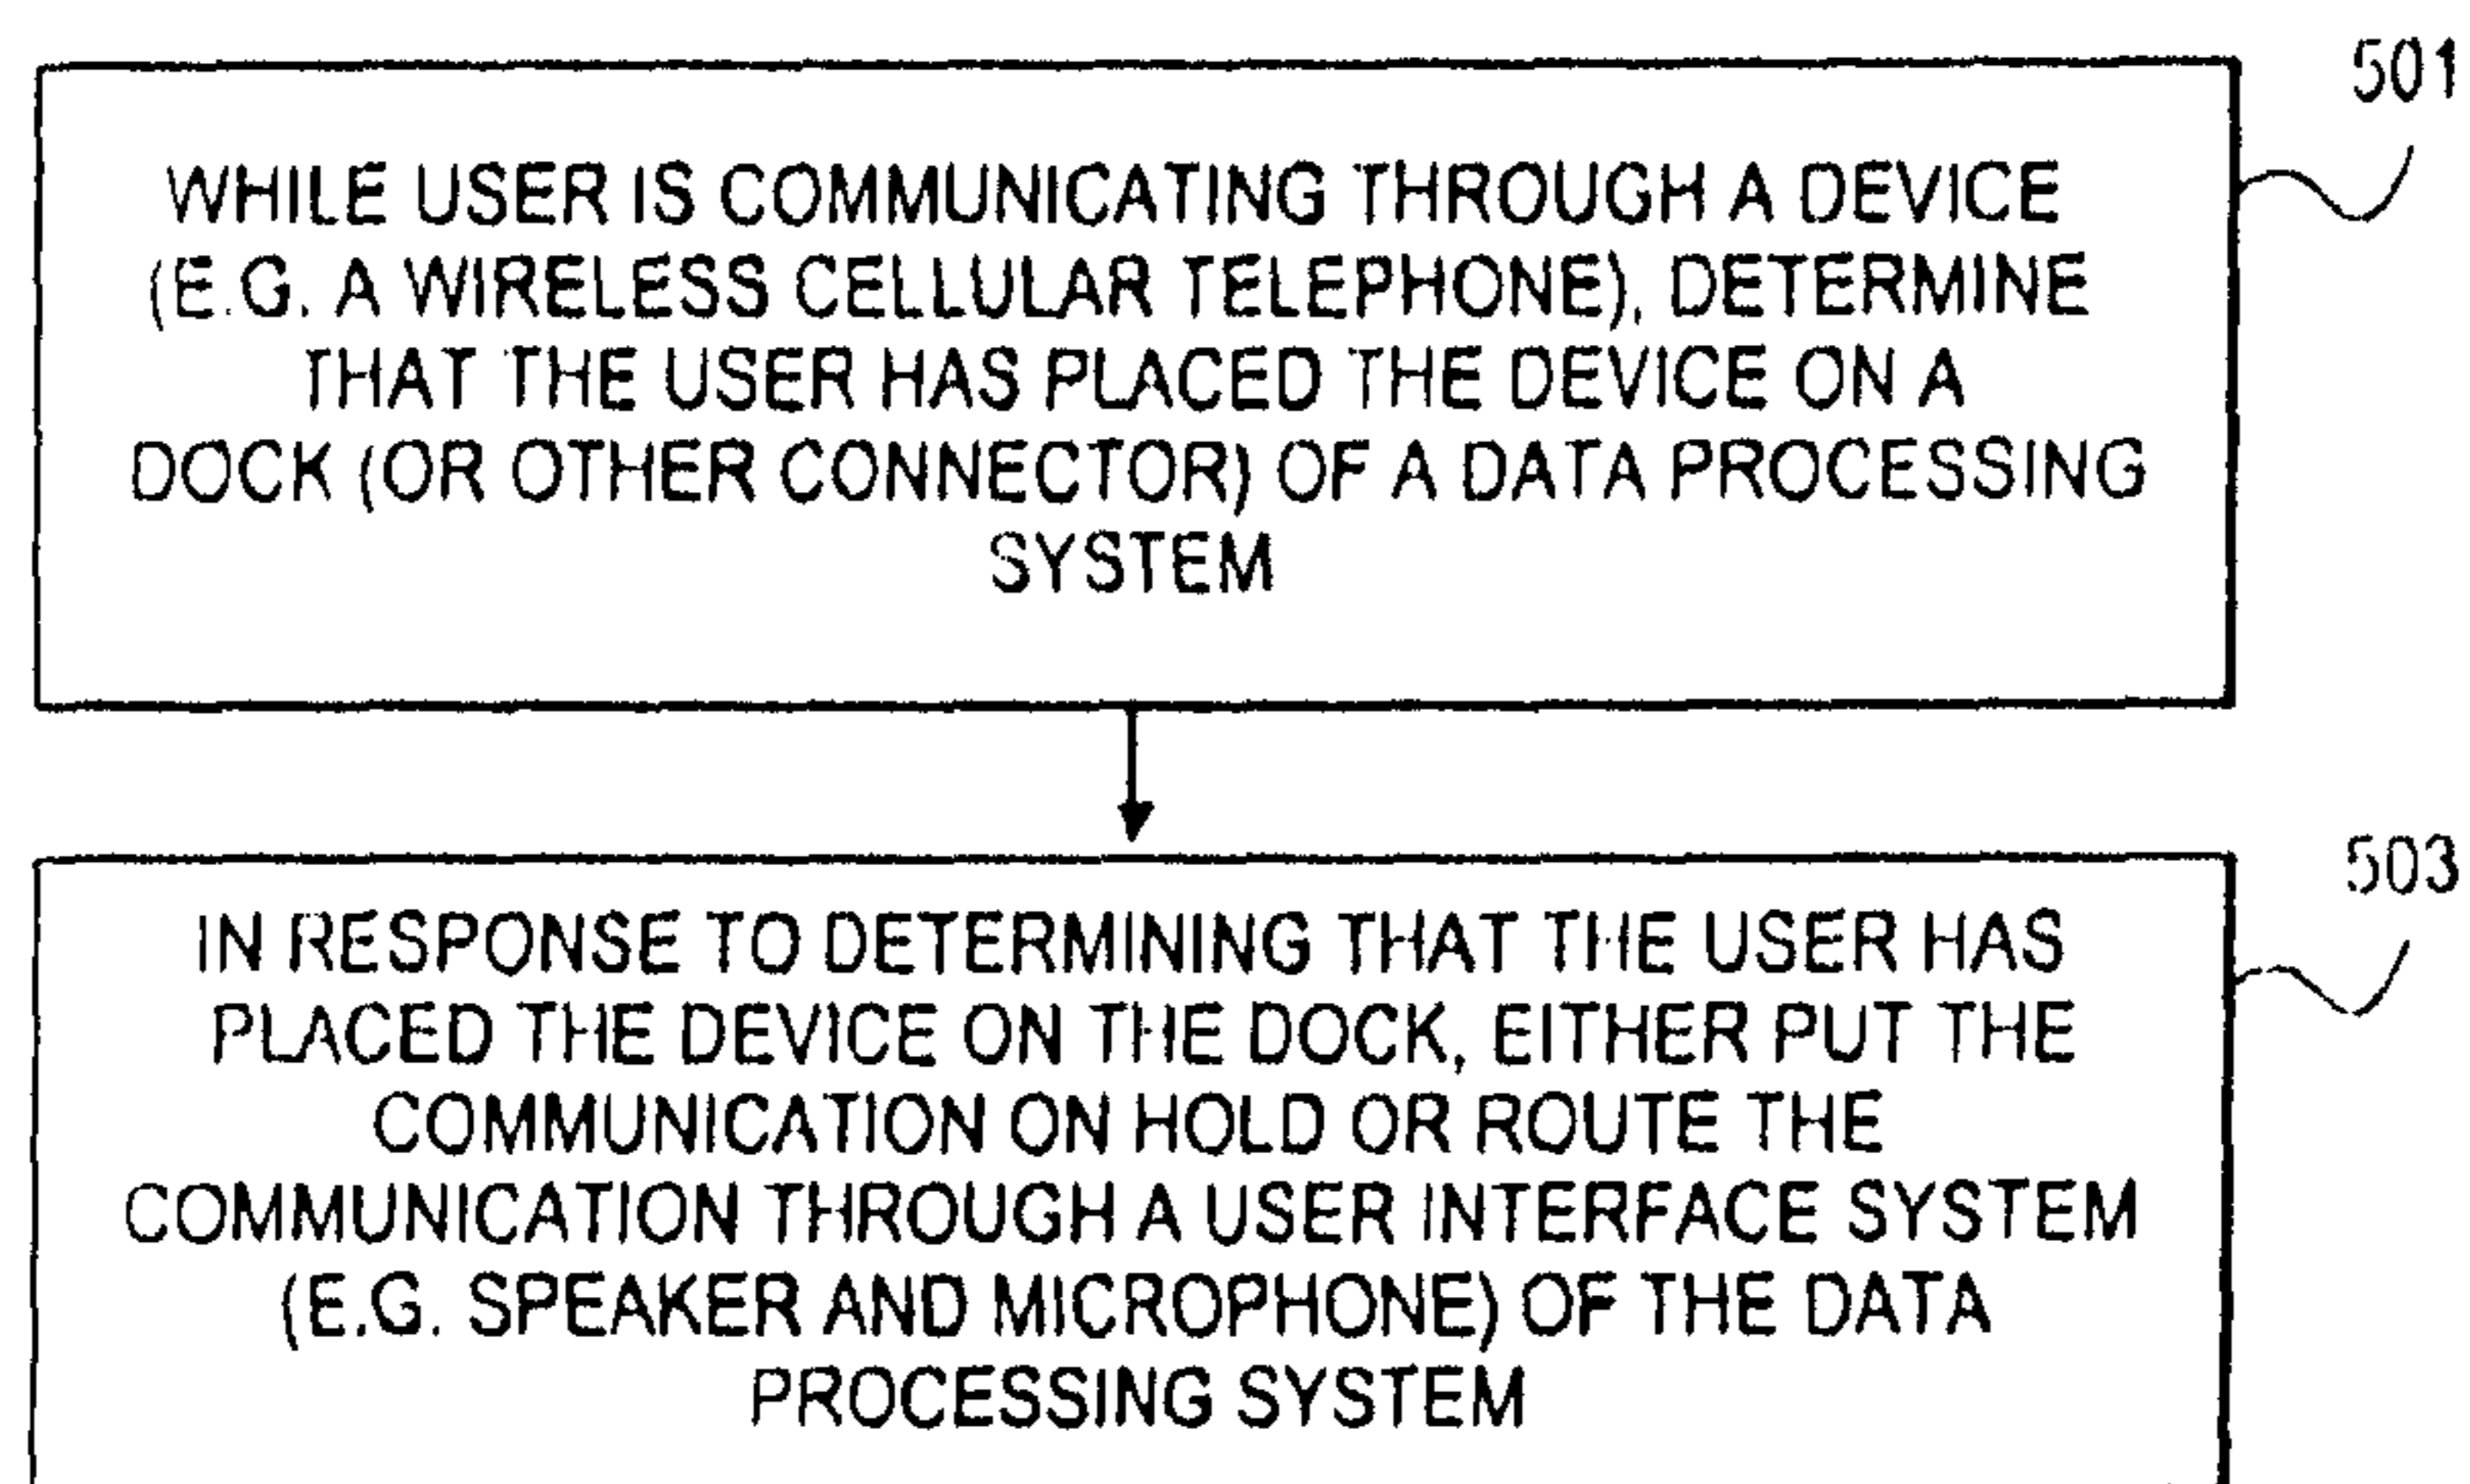 501
WHILE USER IS COMMUNICATING THROUGH A DEVICE
(E.G. A WIRELESS CELLULAR TELEPHONE), DETERMINE
THAT THE USER HAS PLACED THE DEVICE ON A
DOCK (OR OTHER CONNECTOR) OF A DATA PROCESSING
SYSTEM
503
IN RESPONSE TO DETERMINING THAT THE USER HAS
PLACED THE DEVICE ON THE DOCK, EITHER PUT THE
COMMUNICATION ON HOLD OR ROUTE THE
COMMUNICATION THROUGH A USER INTERFACE SYSTEM
(E.G. SPEAKER AND MICROPHONE) OF THE DATA
PROCESSING SYSTEM